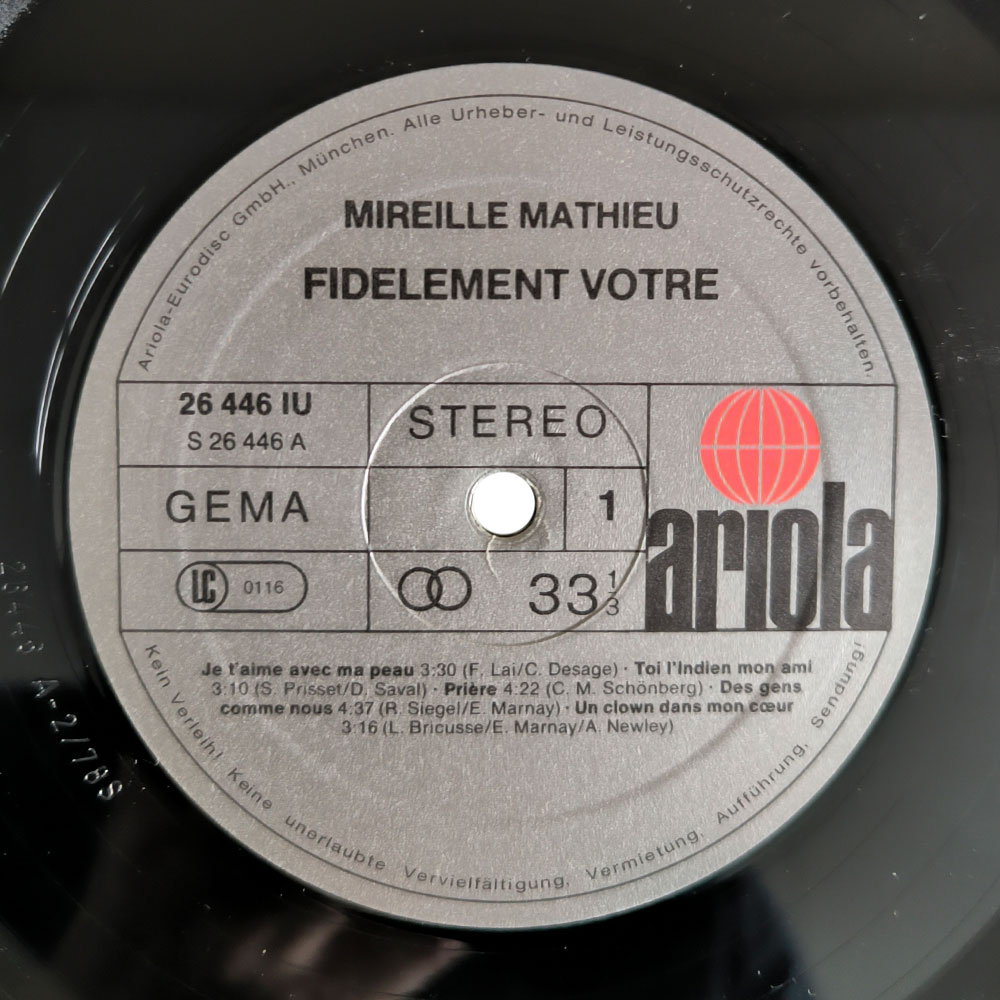 Ariola-Eurodisc GmbH., München. Alle Urheber- und Leistungsschutzrechte vorbehalten.
MIREILLE MATHIEU
FIDELEMENT VOTRE
26 446 IU
S 26 446 A
STEREO
GEMA
1
LC 0116
33 1/3
ariola
Je t'aime avec ma peau 3:30 (F. Lai/C. Desage) · Toi l'Indien mon ami
3:10 (S. Prisset/D. Saval) · Prière 4:22 (C. M. Schönberg) · Des gens
comme nous 4:37 (R. Siegel/E. Marnay) · Un clown dans mon cœur
3:16 (L. Bricusse/E. Marnay/A. Newley)
Kein Verleih! Keine unerlaubte Vervielfältigung, Vermietung, Aufführung, Sendung!
A-2/78S